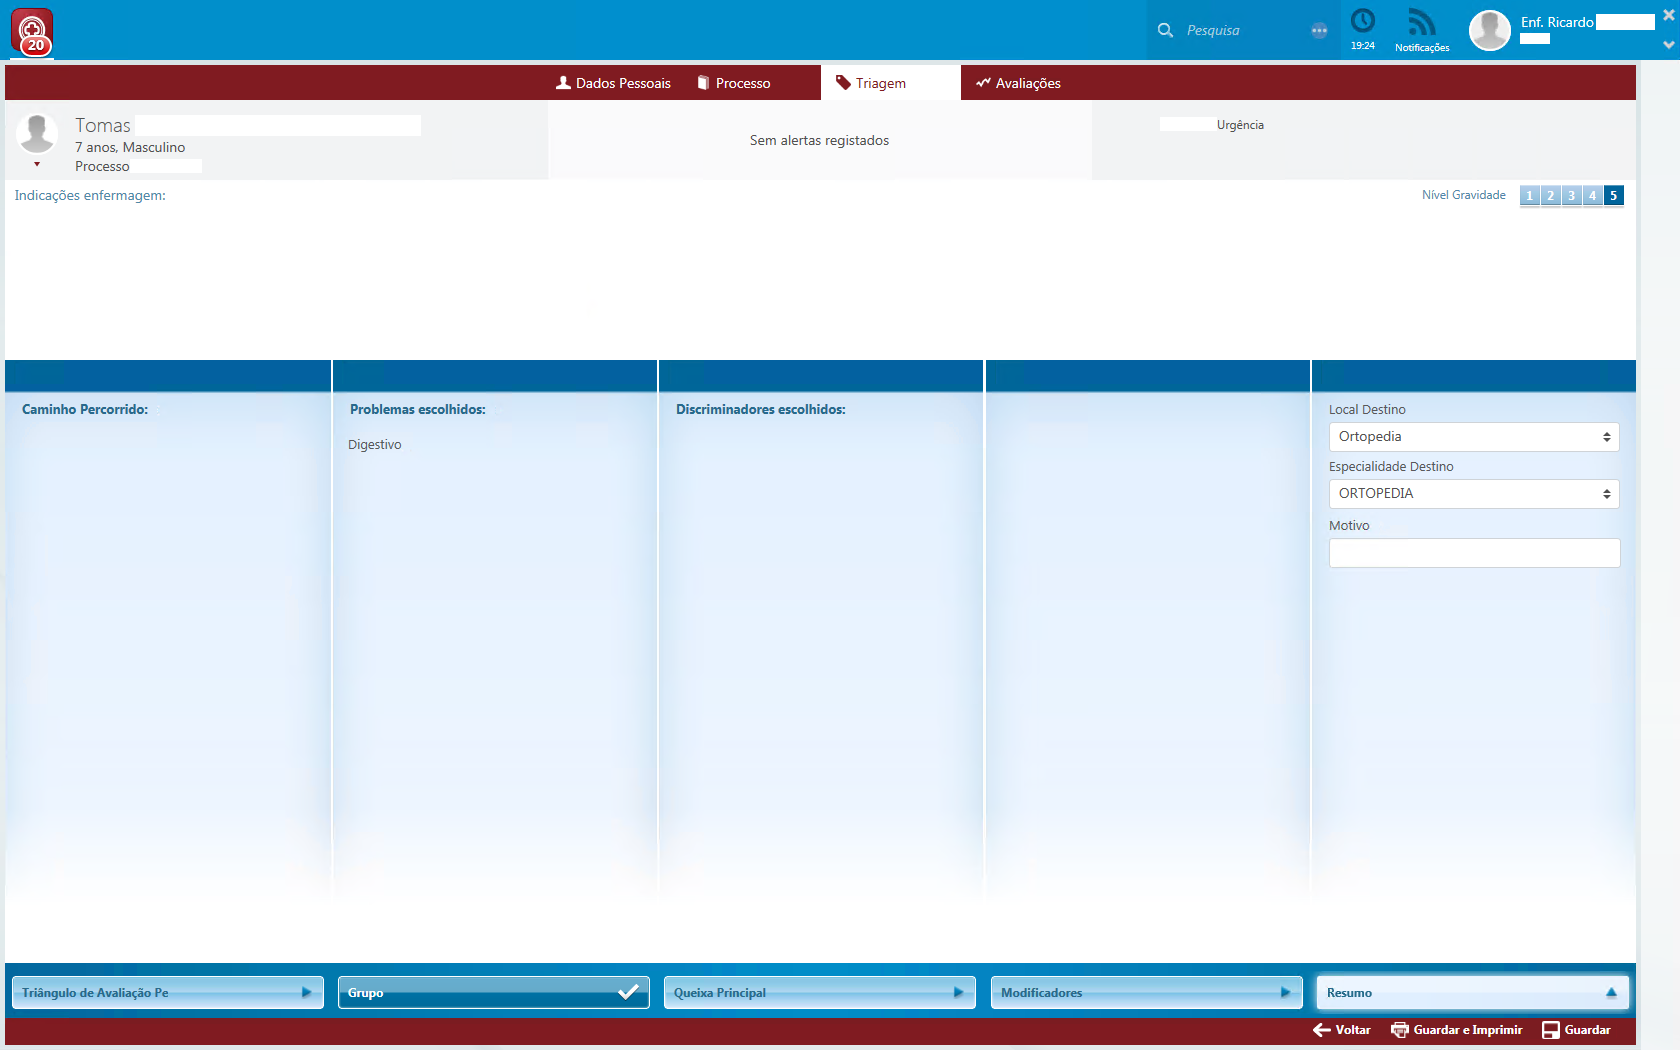 20
Pesquisa
19:24
Notificações
Enf. Ricardo
Dados Pessoais
Processo
Triagem
Avaliações
Tomas
7 anos, Masculino
Processo
Sem alertas registados
Urgência
Indicações enfermagem:
Nível Gravidade 1 2 3 4 5
Caminho Percorrido:
Problemas escolhidos:
Digestivo
Discriminadores escolhidos:
Local Destino
Ortopedia
Especialidade Destino
ORTOPEDIA
Motivo
Triângulo de Avaliação Pe
Grupo
Queixa Principal
Modificadores
Resumo
Voltar
Guardar e Imprimir
Guardar